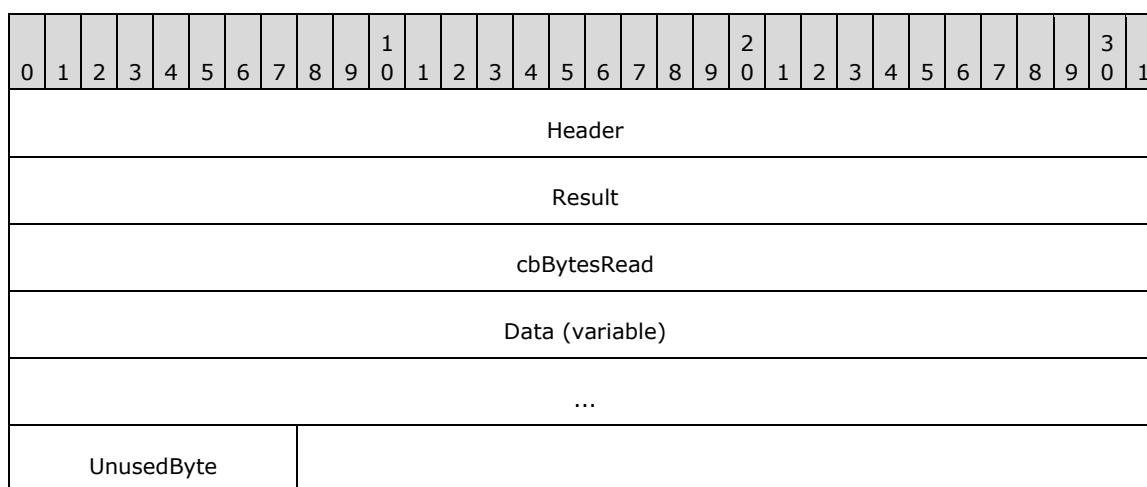 0 1 2 3 4 5 6 7 8 9 1 0 1 2 3 4 5 6 7 8 9 2 0 1 2 3 4 5 6 7 8 9 3 0 1
Header
Result
cbBytesRead
Data (variable)
...
UnusedByte